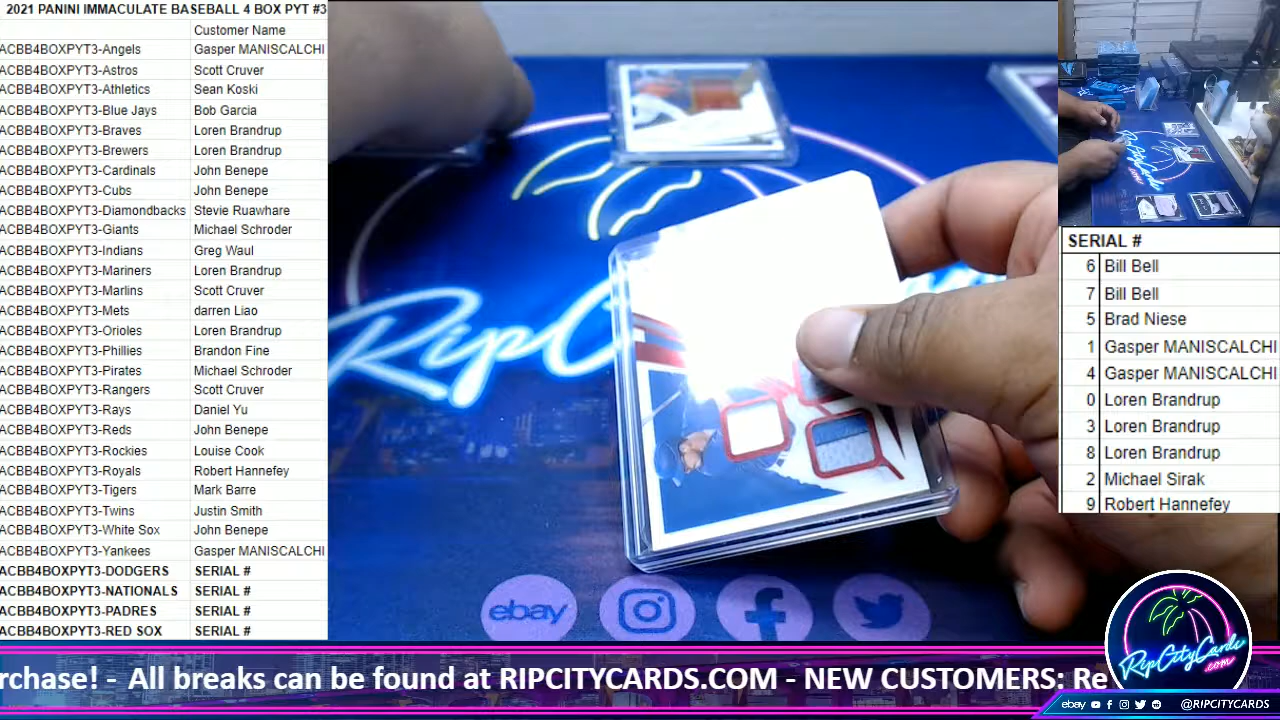 2021 PANINI IMMACULATE BASEBALL 4 BOX PYT #3
Customer Name
ACBB4BOXPYT3-Angels Gasper MANISCALCHI
ACBB4BOXPYT3-Astros Scott Cruver
ACBB4BOXPYT3-Athletics Sean Koski
ACBB4BOXPYT3-Blue Jays Bob Garcia
ACBB4BOXPYT3-Braves Loren Brandrup
ACBB4BOXPYT3-Brewers Loren Brandrup
ACBB4BOXPYT3-Cardinals John Benepe
ACBB4BOXPYT3-Cubs John Benepe
ACBB4BOXPYT3-Diamondbacks Stevie Ruawhare
ACBB4BOXPYT3-Giants Michael Schroder
ACBB4BOXPYT3-Indians Greg Waul
ACBB4BOXPYT3-Mariners Loren Brandrup
ACBB4BOXPYT3-Marlins Scott Cruver
ACBB4BOXPYT3-Mets darren Liao
ACBB4BOXPYT3-Orioles Loren Brandrup
ACBB4BOXPYT3-Phillies Brandon Fine
ACBB4BOXPYT3-Pirates Michael Schroder
ACBB4BOXPYT3-Rangers Scott Cruver
ACBB4BOXPYT3-Rays Daniel Yu
ACBB4BOXPYT3-Reds John Benepe
ACBB4BOXPYT3-Rockies Louise Cook
ACBB4BOXPYT3-Royals Robert Hannefey
ACBB4BOXPYT3-Tigers Mark Barre
ACBB4BOXPYT3-Twins Justin Smith
ACBB4BOXPYT3-White Sox John Benepe
ACBB4BOXPYT3-Yankees Gasper MANISCALCHI
ACBB4BOXPYT3-DODGERS SERIAL #
ACBB4BOXPYT3-NATIONALS SERIAL #
ACBB4BOXPYT3-PADRES SERIAL #
ACBB4BOXPYT3-RED SOX SERIAL #
RipC
ebay
SERIAL #
6 Bill Bell
7 Bill Bell
5 Brad Niese
1 Gasper MANISCALCHI
4 Gasper MANISCALCHI
0 Loren Brandrup
3 Loren Brandrup
8 Loren Brandrup
2 Michael Sirak
9 Robert Hannefey
RipCityCards
.com
rchase! - All breaks can be found at RIPCITYCARDS.COM - NEW CUSTOMERS: Re
ebay @RIPCITYCARDS